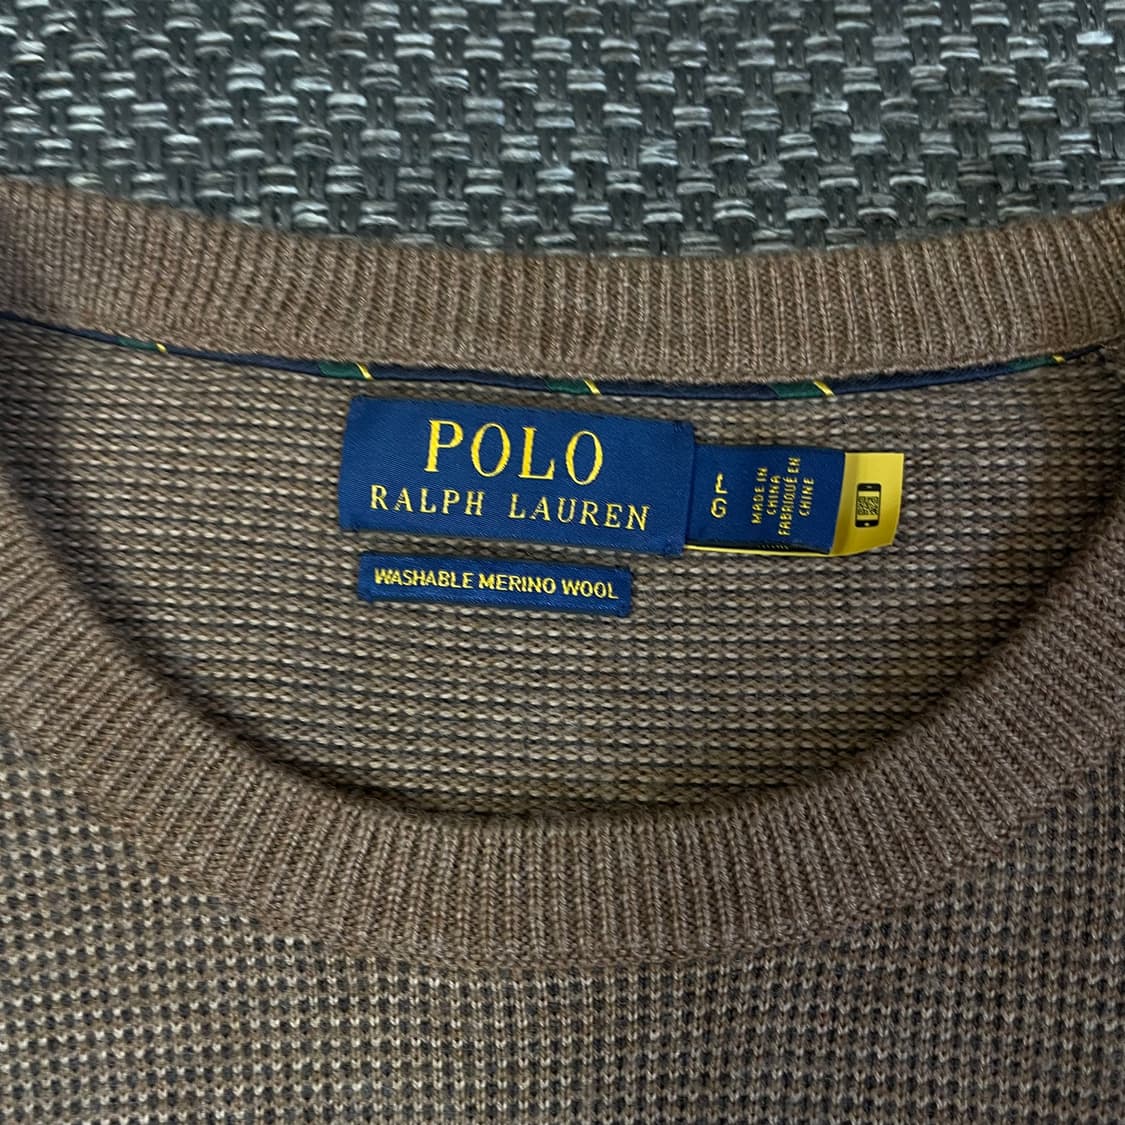 POLO
RALPH LAUREN
L
G
MADE IN
CHINA
FABRIQUÉ EN
CHINE
WASHABLE MERINO WOOL